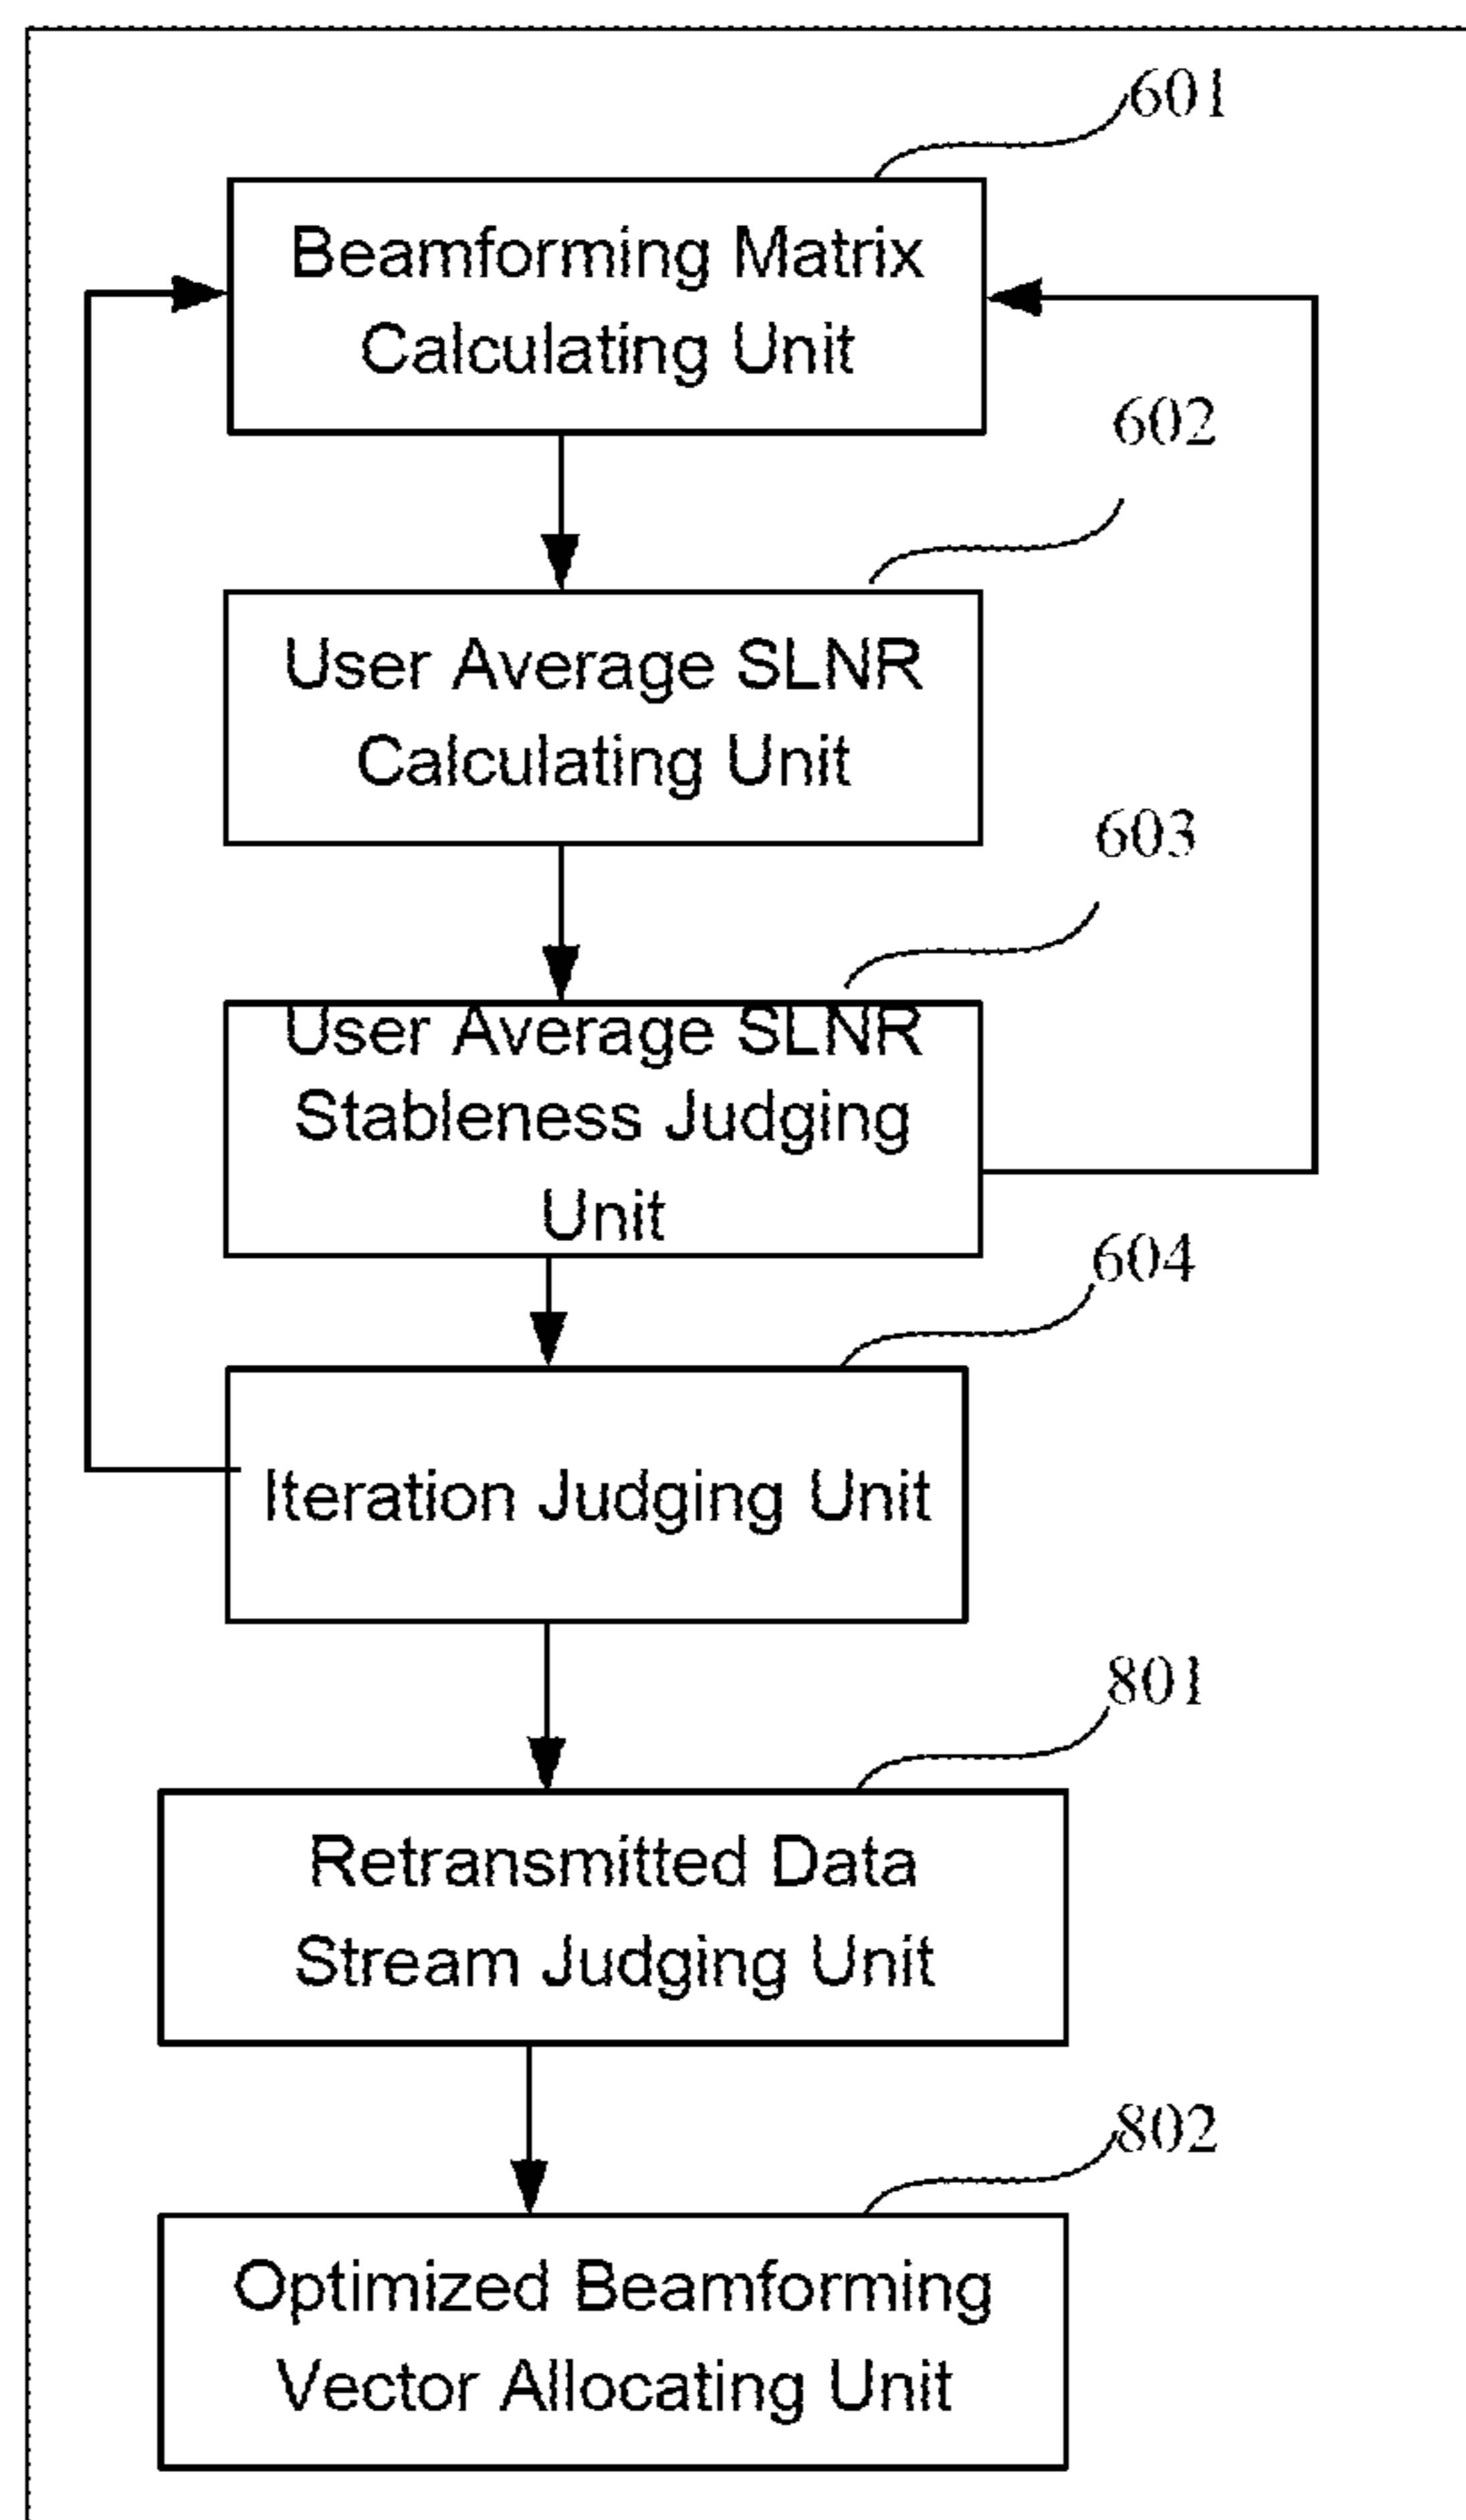 601
Beamforming Matrix
Calculating Unit
602
User Average SLNR
Calculating Unit
603
User Average SLNR
Stableness Judging
Unit
604
Iteration Judging Unit
801
Retransmitted Data
Stream Judging Unit
802
Optimized Beamforming
Vector Allocating Unit